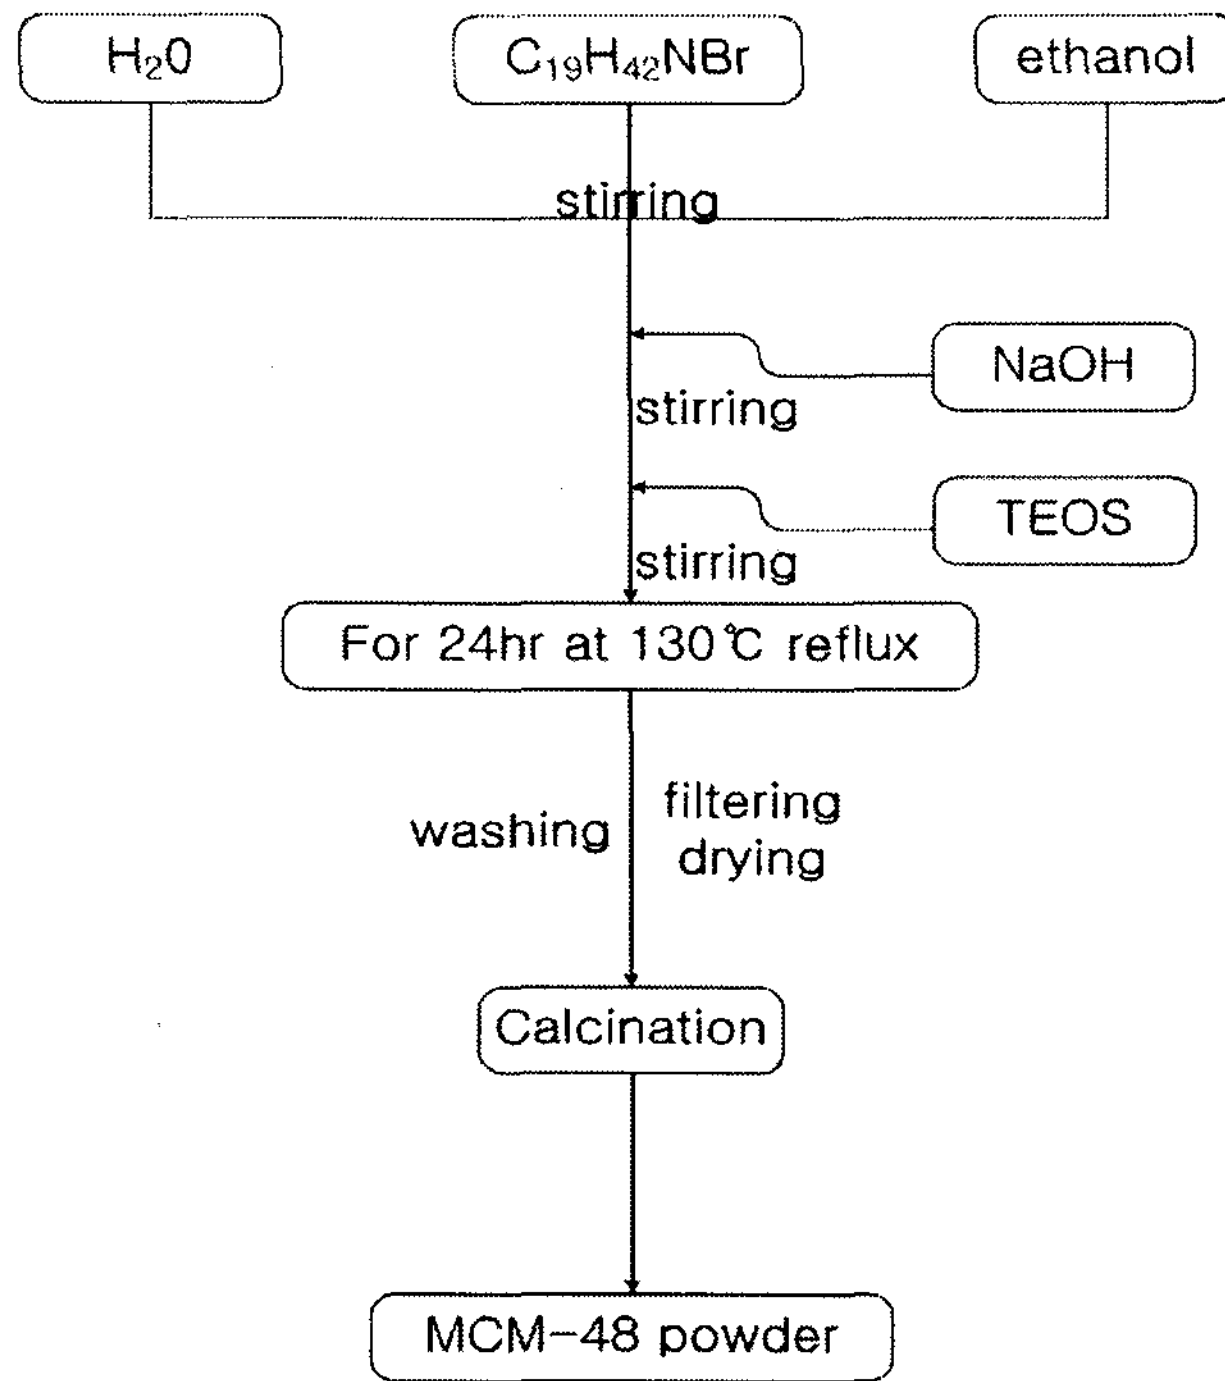 H₂0
C₁₉H₄₂NBr
ethanol
stirring
NaOH
stirring
TEOS
stirring
For 24hr at 130℃ reflux
washing
filtering
drying
Calcination
MCM-48 powder